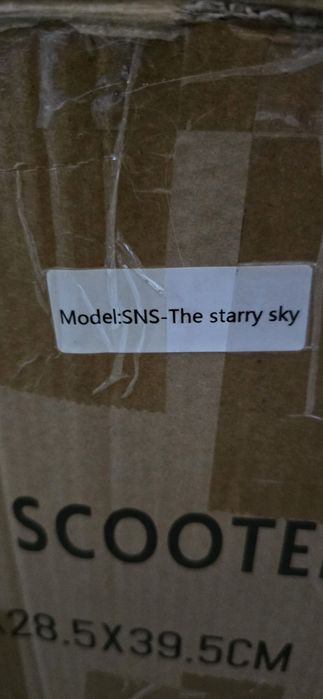 Model:SNS-The starry sky
SCOOTE
28.5X39.5CM